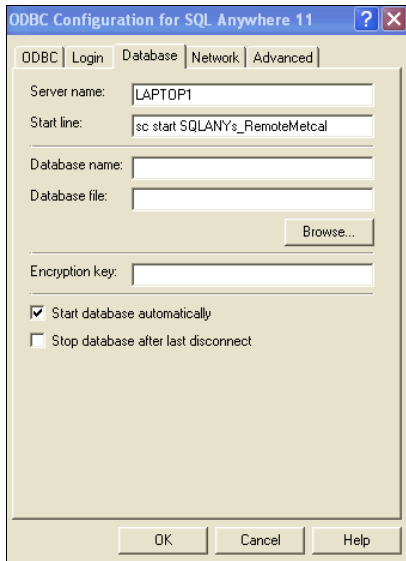 ODBC Configuration for SQL Anywhere 11
ODBC Login Database Network Advanced
Server name: LAPTOP1
Start line: sc start SQLANYs_RemoteMetcal
Database name:
Database file:
Browse...
Encryption key:
Start database automatically
Stop database after last disconnect
OK Cancel Help